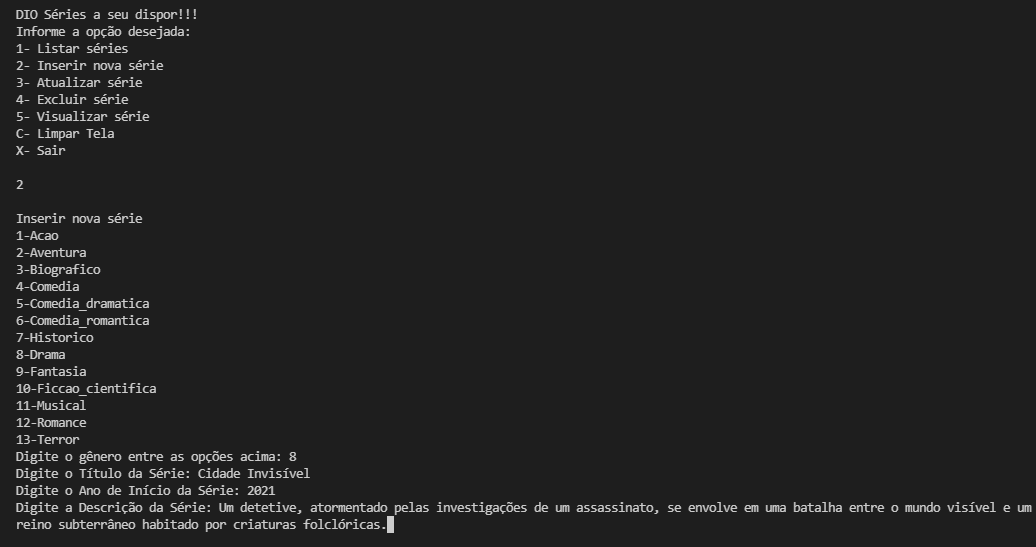 DIO Séries a seu dispor!!!
Informe a opção desejada:
1- Listar séries
2- Inserir nova série
3- Atualizar série
4- Excluir série
5- Visualizar série
C- Limpar Tela
X- Sair
2
Inserir nova série
1-Acao
2-Aventura
3-Biografico
4-Comedia
5-Comedia_dramatica
6-Comedia_romantica
7-Historico
8-Drama
9-Fantasia
10-Ficcao_cientifica
11-Musical
12-Romance
13-Terror
Digite o gênero entre as opções acima: 8
Digite o Título da Série: Cidade Invisível
Digite o Ano de Início da Série: 2021
Digite a Descrição da Série: Um detetive, atormentado pelas investigações de um assassinato, se envolve em uma batalha entre o mundo visível e um
reino subterrâneo habitado por criaturas folclóricas.